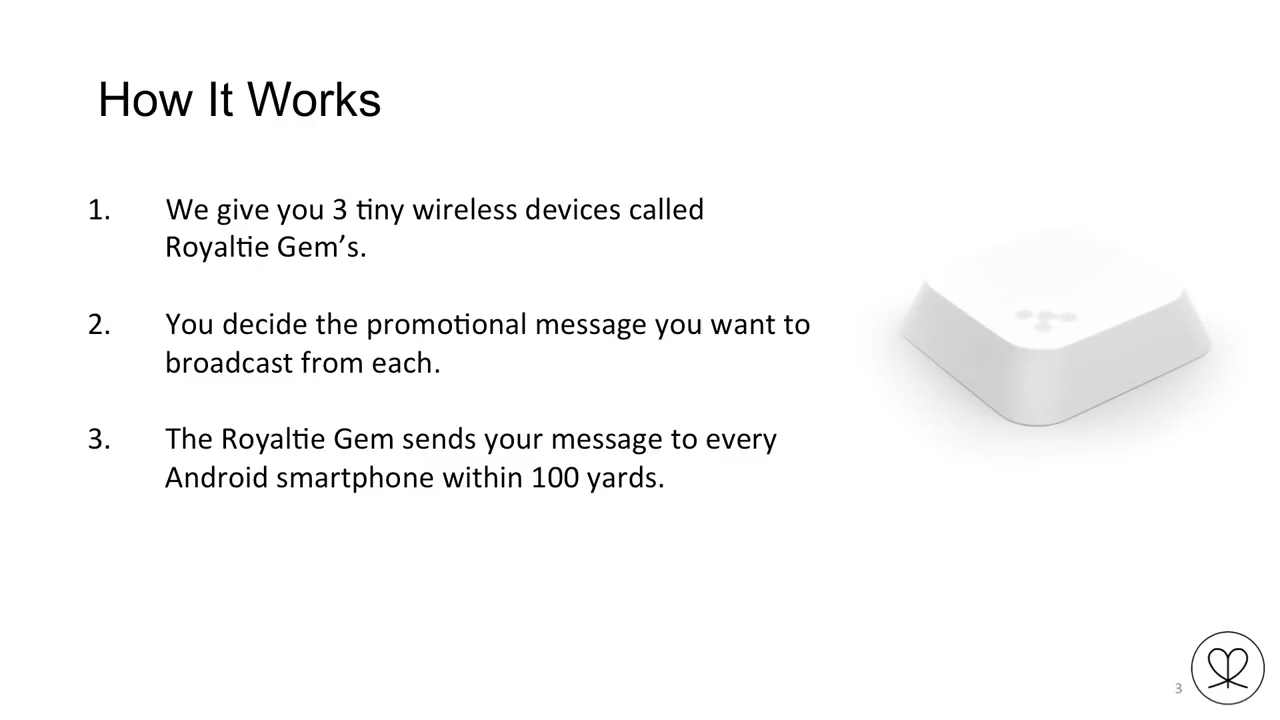 How It Works
1. We give you 3 tiny wireless devices called
Royaltie Gem’s.
2. You decide the promotional message you want to
broadcast from each.
3. The Royaltie Gem sends your message to every
Android smartphone within 100 yards.
3